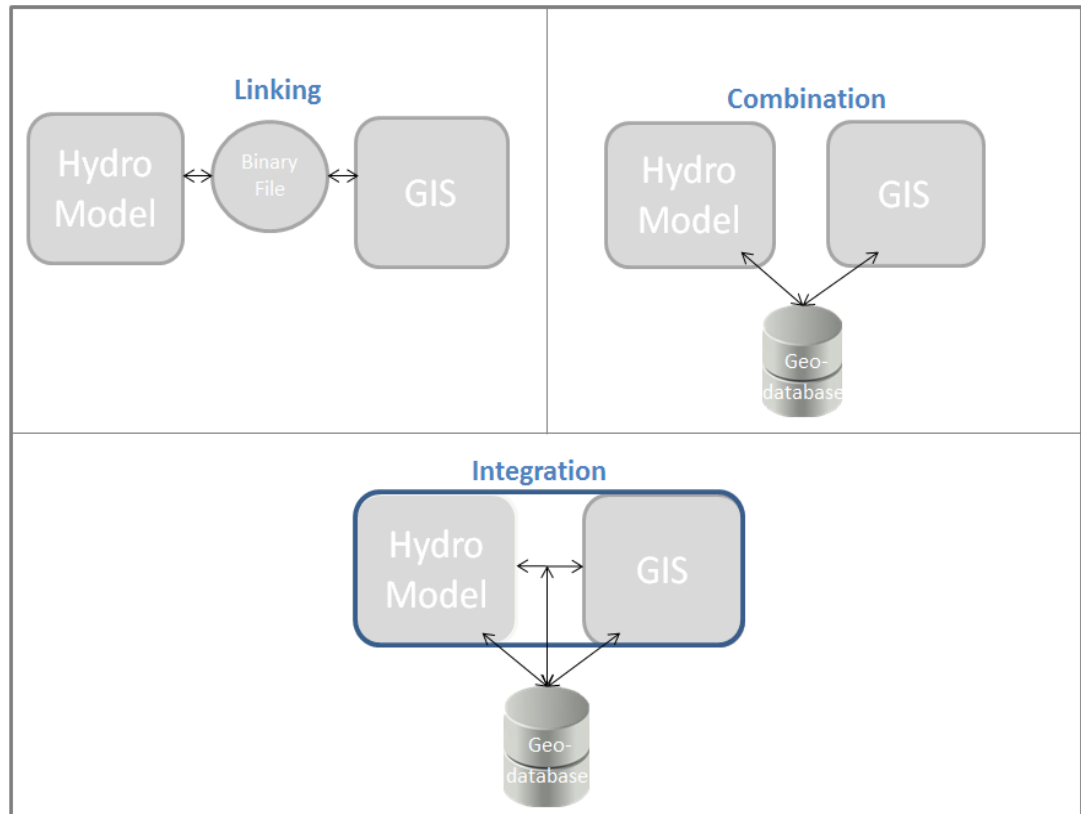 Linking
Hydro
Model
Binary
File
GIS
Combination
Hydro
Model
GIS
Geo-
database
Integration
Hydro
Model
GIS
Geo-
database